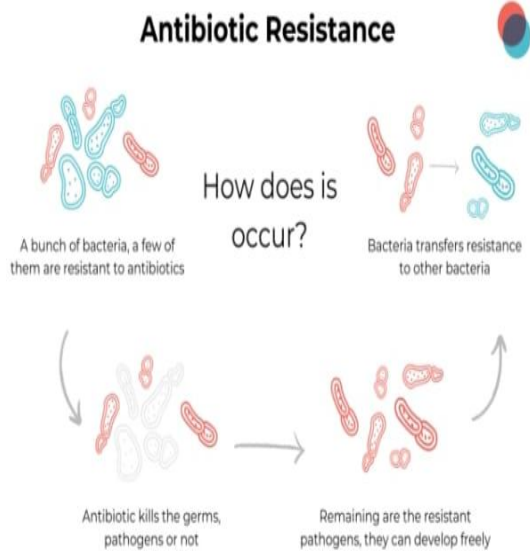 Antibiotic Resistance
A bunch of bacteria, a few of
them are resistant to antibiotics
How does is
occur?
Bacteria transfers resistance
to other bacteria
Antibiotic kills the germs,
pathogens or not
Remaining are the resistant
pathogens, they can develop freely